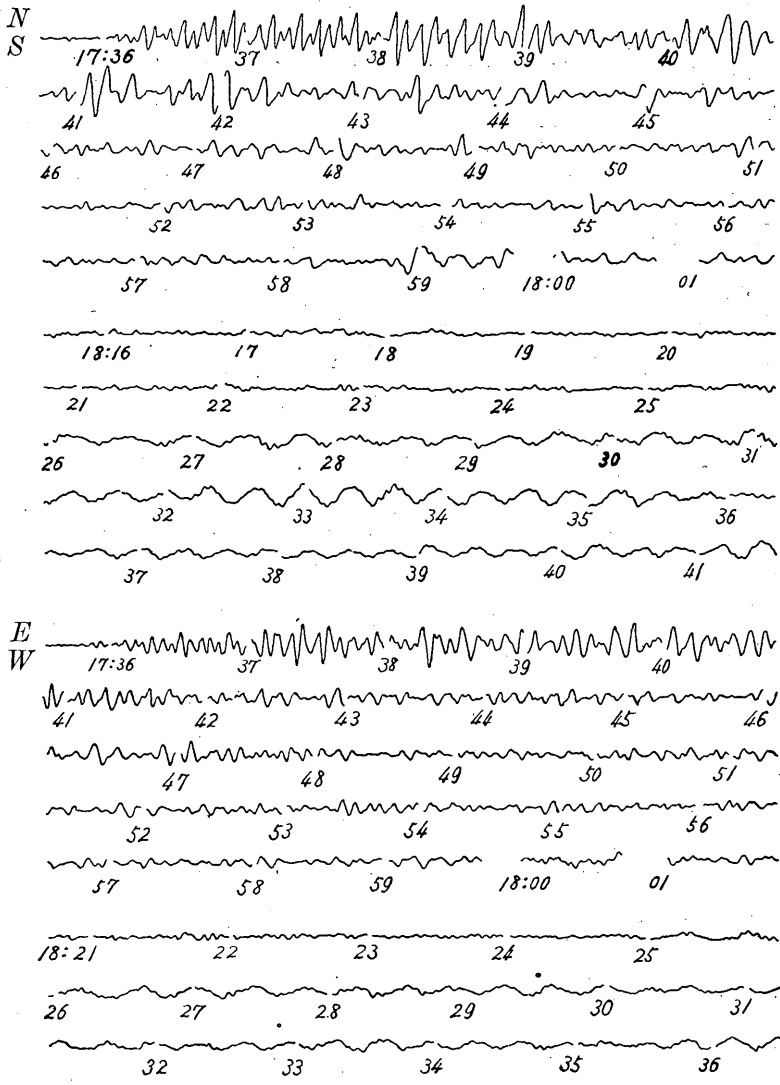 N
S
17:36 37 38 39 40
41 42 43 44 45
46 47 48 49 50 51
52 53 54 55 56
57 58 59 18:00 01
18:16 17 18 19 20
21 22 23 24 25
26 27 28 29 30 31
32 33 34 35 36
37 38 39 40 41
E
W
17:36 37 38 39 40
41 42 43 44 45 46
47 48 49 50 51
52 53 54 55 56
57 58 59 18:00 01
18:21 22 23 24 25
26 27 28 29 30 31
32 33 34 35 36